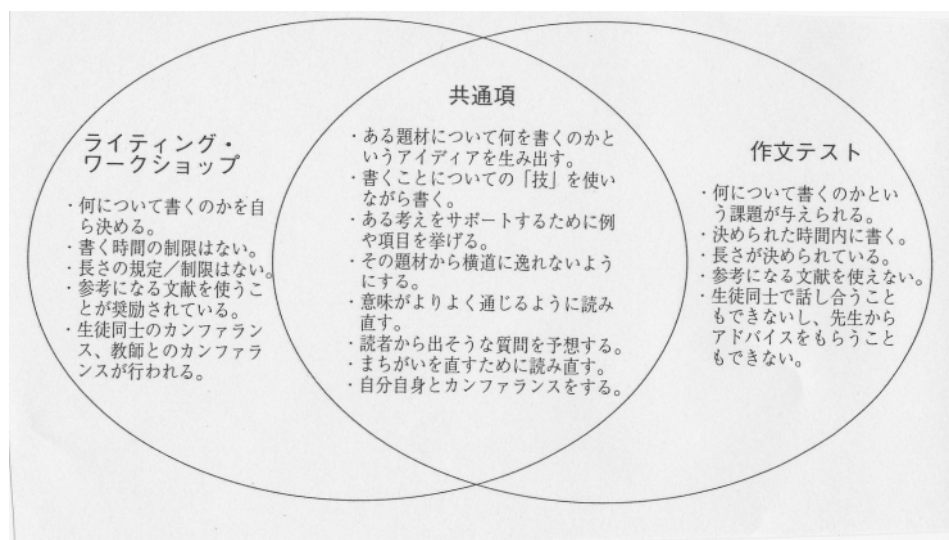 ライティング・
ワークショップ
・何について書くのかを自
ら決める。
・書く時間の制限はない。
・長さの規定／制限はない。
・参考になる文献を使うこ
とが奨励されている。
・生徒同士のカンファラン
ス、教師とのカンファラ
ンスが行われる。
共通項
・ある題材について何を書くのかと
いうアイディアを生み出す。
・書くことについての「技」を使い
ながら書く。
・ある考えをサポートするために例
や項目を挙げる。
・その題材から横道に逸れないよう
にする。
・意味がよりよく通じるように読み
直す。
・読者から出そうな質問を予想する。
・まちがいを直すために読み直す。
・自分自身とカンファランスをする。
作文テスト
・何について書くのかとい
う課題が与えられる。
・決められた時間内に書く。
・長さが決められている。
・参考になる文献を使えない。
・生徒同士で話し合うこと
もできないし、先生から
アドバイスをもらうこと
もできない。